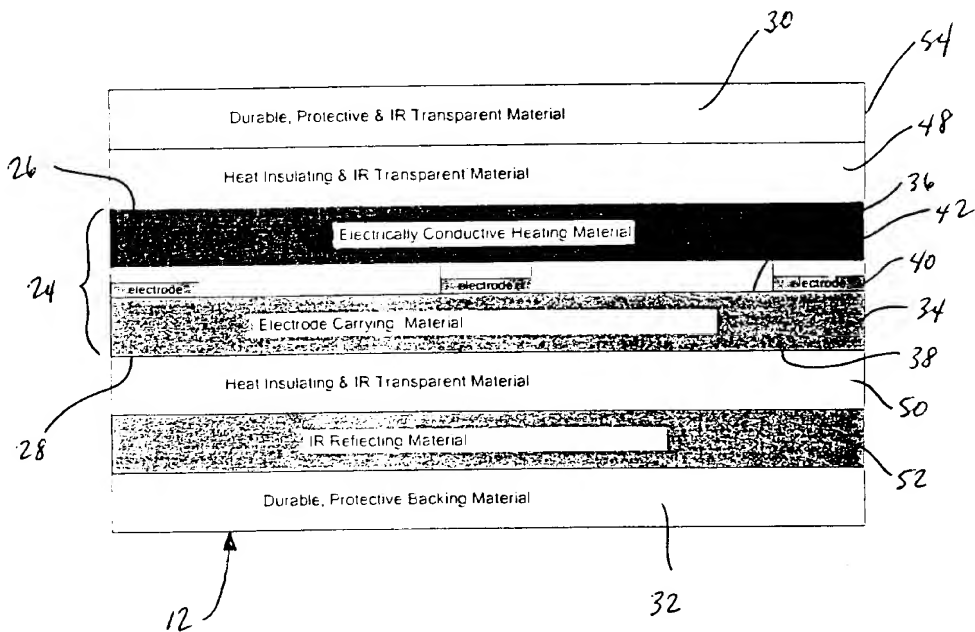 30
54
Durable, Protective & IR Transparent Material
48
26
Heat Insulating & IR Transparent Material
36
Electrically Conductive Heating Material
42
24
electrode
electrode
electrode
40
Electrode Carrying Material
34
38
Heat Insulating & IR Transparent Material
50
28
IR Reflecting Material
52
Durable, Protective Backing Material
12
32